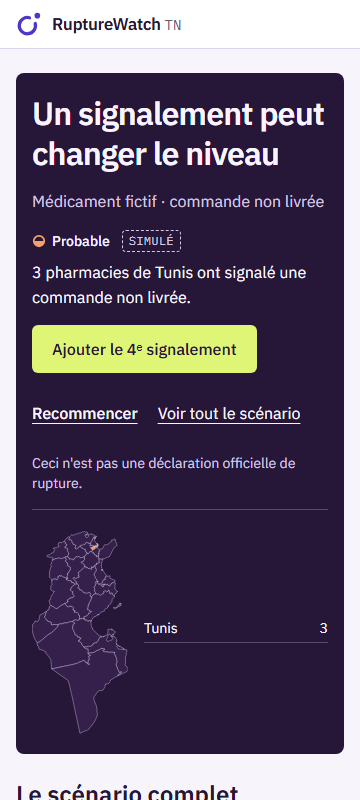 RuptureWatch TN
Un signalement peut
changer le niveau
Médicament fictif · commande non livrée
Probable SIMULÉ
3 pharmacies de Tunis ont signalé une
commande non livrée.
Ajouter le 4ᵉ signalement
Recommencer Voir tout le scénario
Ceci n'est pas une déclaration officielle de
rupture.
Tunis 3
Le scénario complet